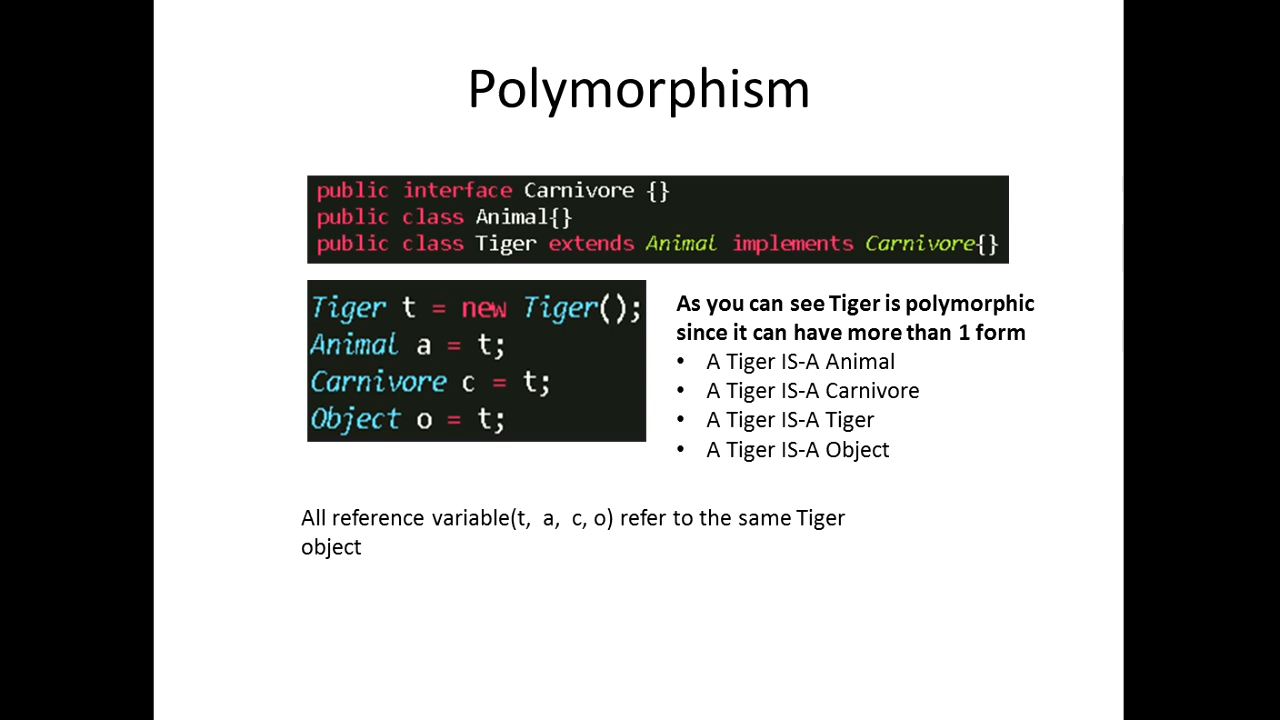 Polymorphism
public interface Carnivore {}
public class Animal{}
public class Tiger extends Animal implements Carnivore{}
Tiger t = new Tiger();
Animal a = t;
Carnivore c = t;
Object o = t;
As you can see Tiger is polymorphic
since it can have more than 1 form
• A Tiger IS-A Animal
• A Tiger IS-A Carnivore
• A Tiger IS-A Tiger
• A Tiger IS-A Object
All reference variable(t, a, c, o) refer to the same Tiger
object